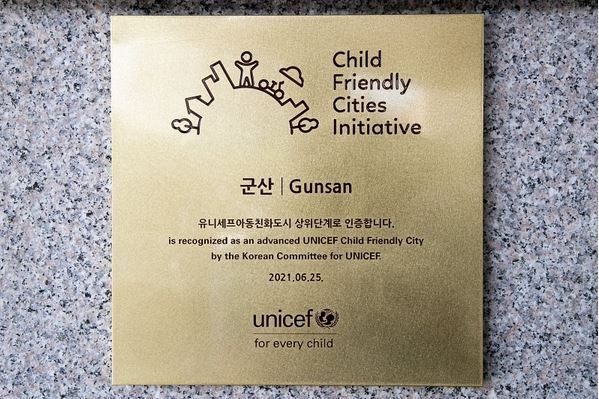 Child
Friendly
Cities
Initiative
군산 | Gunsan
유니세프아동친화도시 상위단계로 인증합니다.
is recognized as an advanced UNICEF Child Friendly City
by the Korean Committee for UNICEF.
2021.06.25.
unicef
for every child